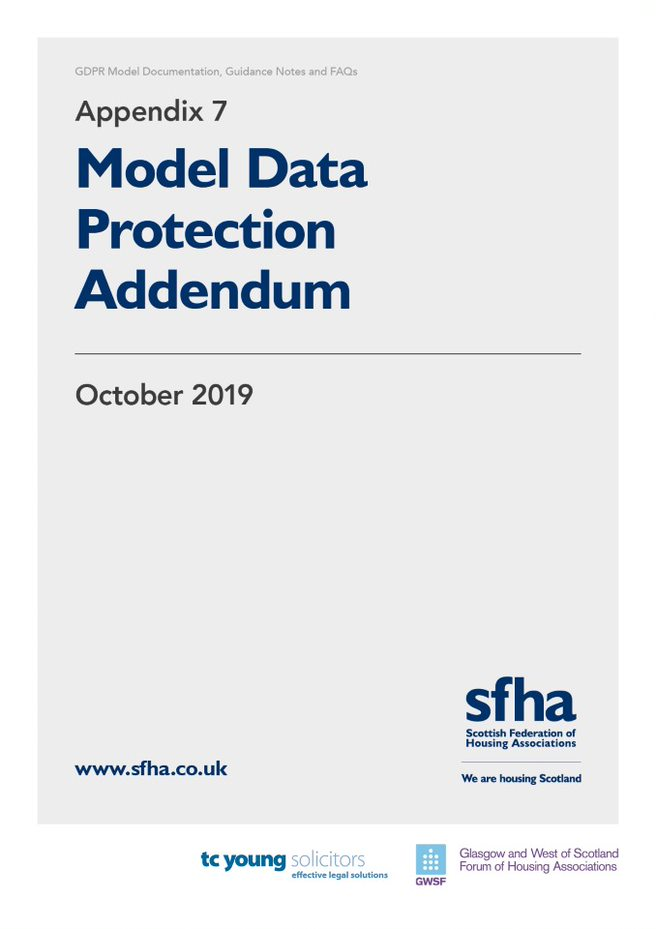 GDPR Model Documentation, Guidance Notes and FAQs
Appendix 7
Model Data
Protection
Addendum
October 2019
sfha
Scottish Federation of
Housing Associations
www.sfha.co.uk
We are housing Scotland
tc young solicitors
effective legal solutions
GWSF
Glasgow and West of Scotland
Forum of Housing Associations